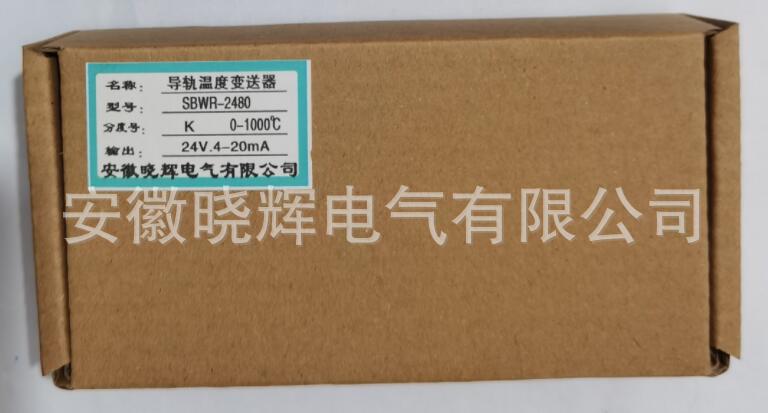 名称: 导轨温度变送器
型号: SBWR-2480
分度号: K 0-1000℃
输出: 24V.4-20mA
安徽晓辉电气有限公司
安徽晓辉电气有限公司